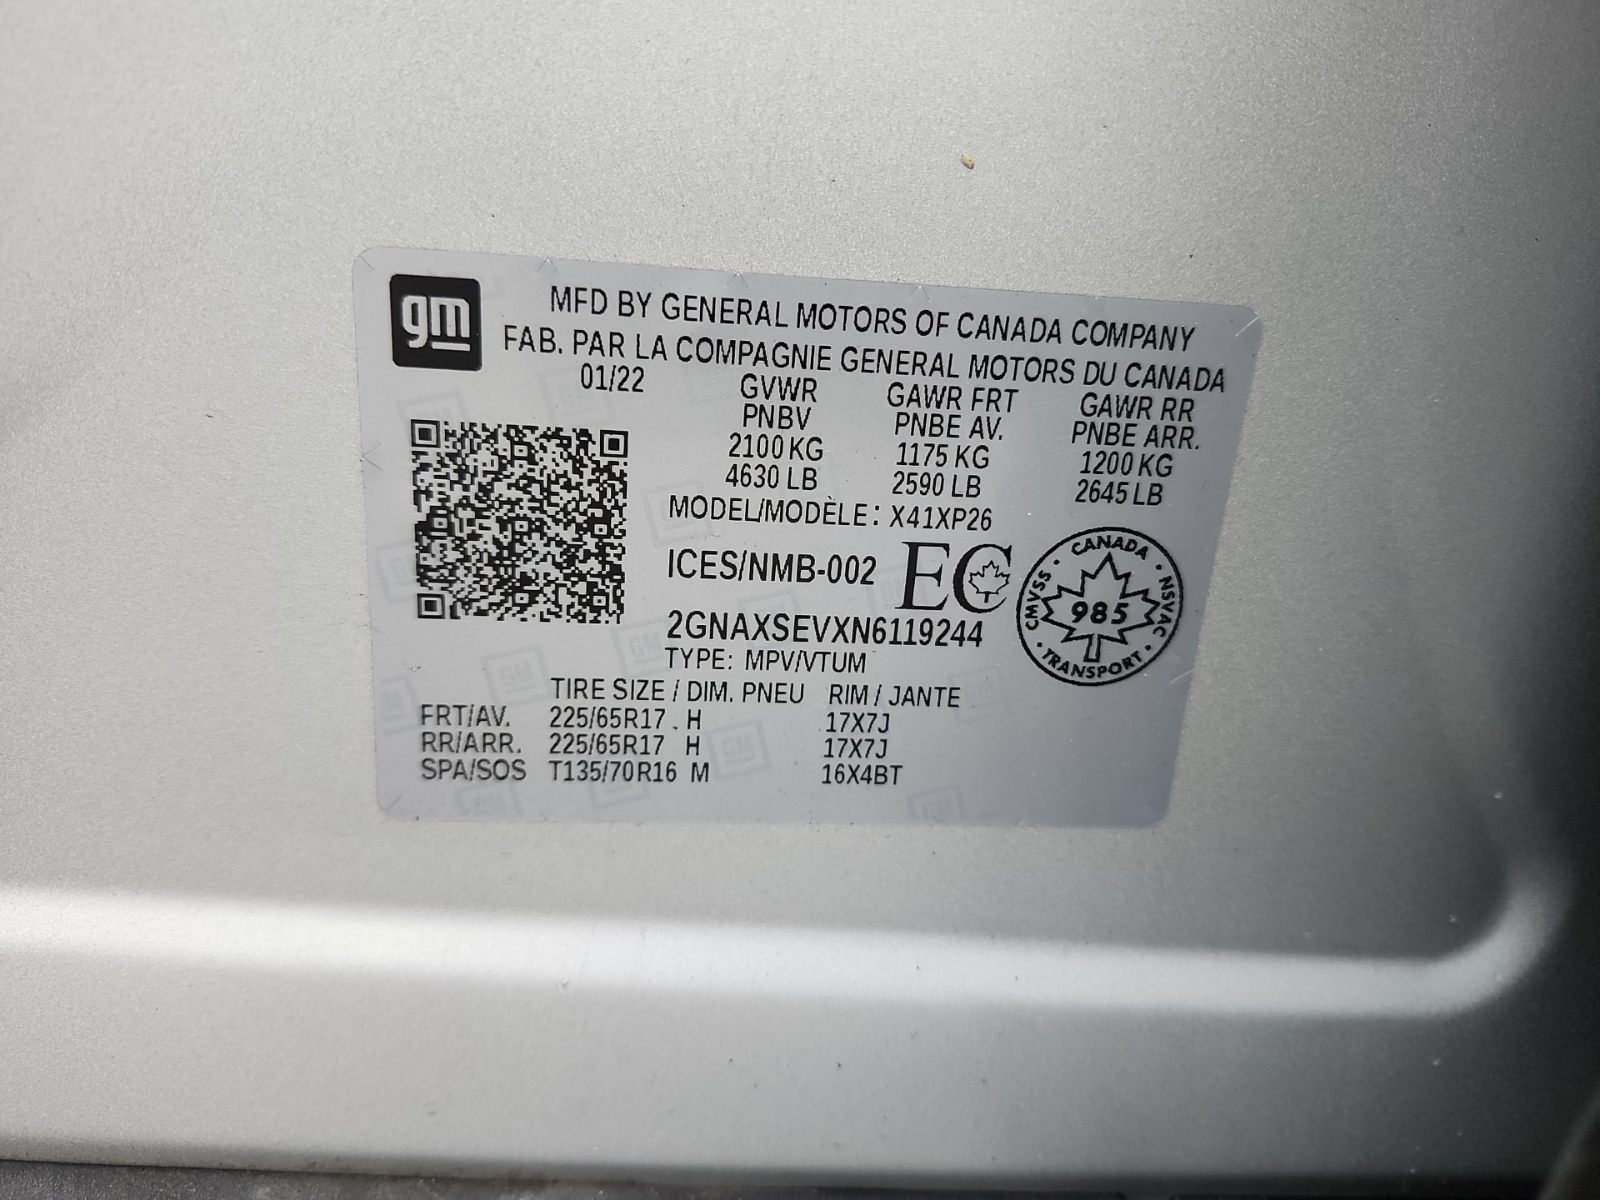 gm
MFD BY GENERAL MOTORS OF CANADA COMPANY
FAB. PAR LA COMPAGNIE GENERAL MOTORS DU CANADA
01/22 GVWR GAWR FRT GAWR RR
PNBV PNBE AV. PNBE ARR.
2100 KG 1175 KG 1200 KG
4630 LB 2590 LB 2645 LB
MODEL/MODÈLE: X41XP26
ICES/NMB-002 EC
CANADA
CMVSS 985 NSVAC
TRANSPORT
2GNAXSEVXN6119244
TYPE: MPV/VTUM
TIRE SIZE / DIM. PNEU RIM / JANTE
FRT/AV. 225/65R17 H 17X7J
RR/ARR. 225/65R17 H 17X7J
SPA/SOS T135/70R16 M 16X4BT